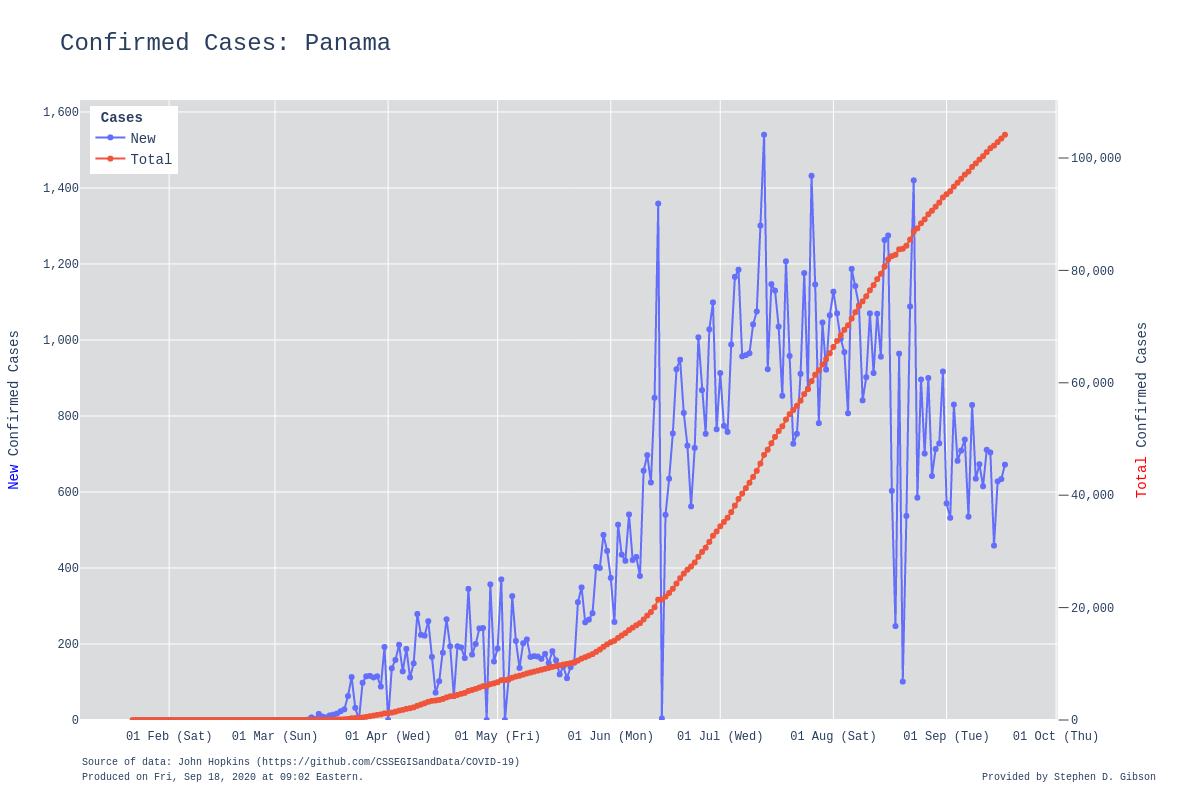 Confirmed Cases: Panama
Cases
New
Total
1,600
1,400
1,200
1,000
800
600
400
200
0
100,000
80,000
60,000
40,000
20,000
0
New Confirmed Cases
Total Confirmed Cases
01 Feb (Sat) 01 Mar (Sun) 01 Apr (Wed) 01 May (Fri) 01 Jun (Mon) 01 Jul (Wed) 01 Aug (Sat) 01 Sep (Tue) 01 Oct (Thu)
Source of data: John Hopkins (https://github.com/CSSEGISandData/COVID-19)
Produced on Fri, Sep 18, 2020 at 09:02 Eastern.
Provided by Stephen D. Gibson